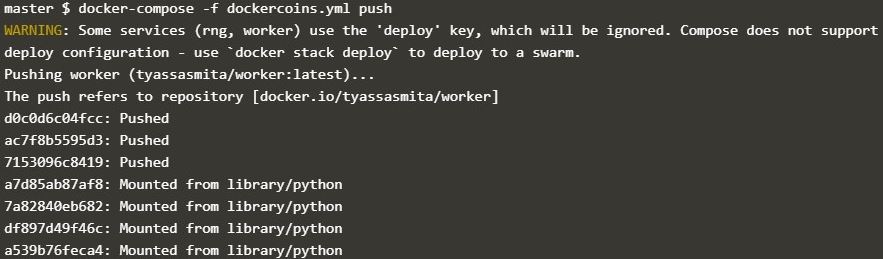 master $ docker-compose -f dockercoins.yml push
WARNING: Some services (rng, worker) use the 'deploy' key, which will be ignored. Compose does not support
deploy configuration - use `docker stack deploy` to deploy to a swarm.
Pushing worker (tyassasmita/worker:latest)...
The push refers to repository [docker.io/tyassasmita/worker]
d0c0d6c04fcc: Pushed
ac7f8b5595d3: Pushed
7153096c8419: Pushed
a7d85ab87af8: Mounted from library/python
7a82840eb682: Mounted from library/python
df897d49f46c: Mounted from library/python
a539b76feca4: Mounted from library/python